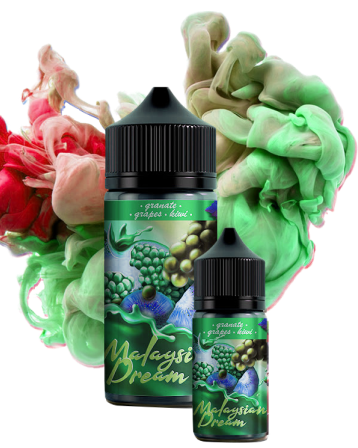 • granate •
• grapes • kiwi •
Malaysian
Dream
• granate •
• grapes • kiwi •
Malaysian
Dream